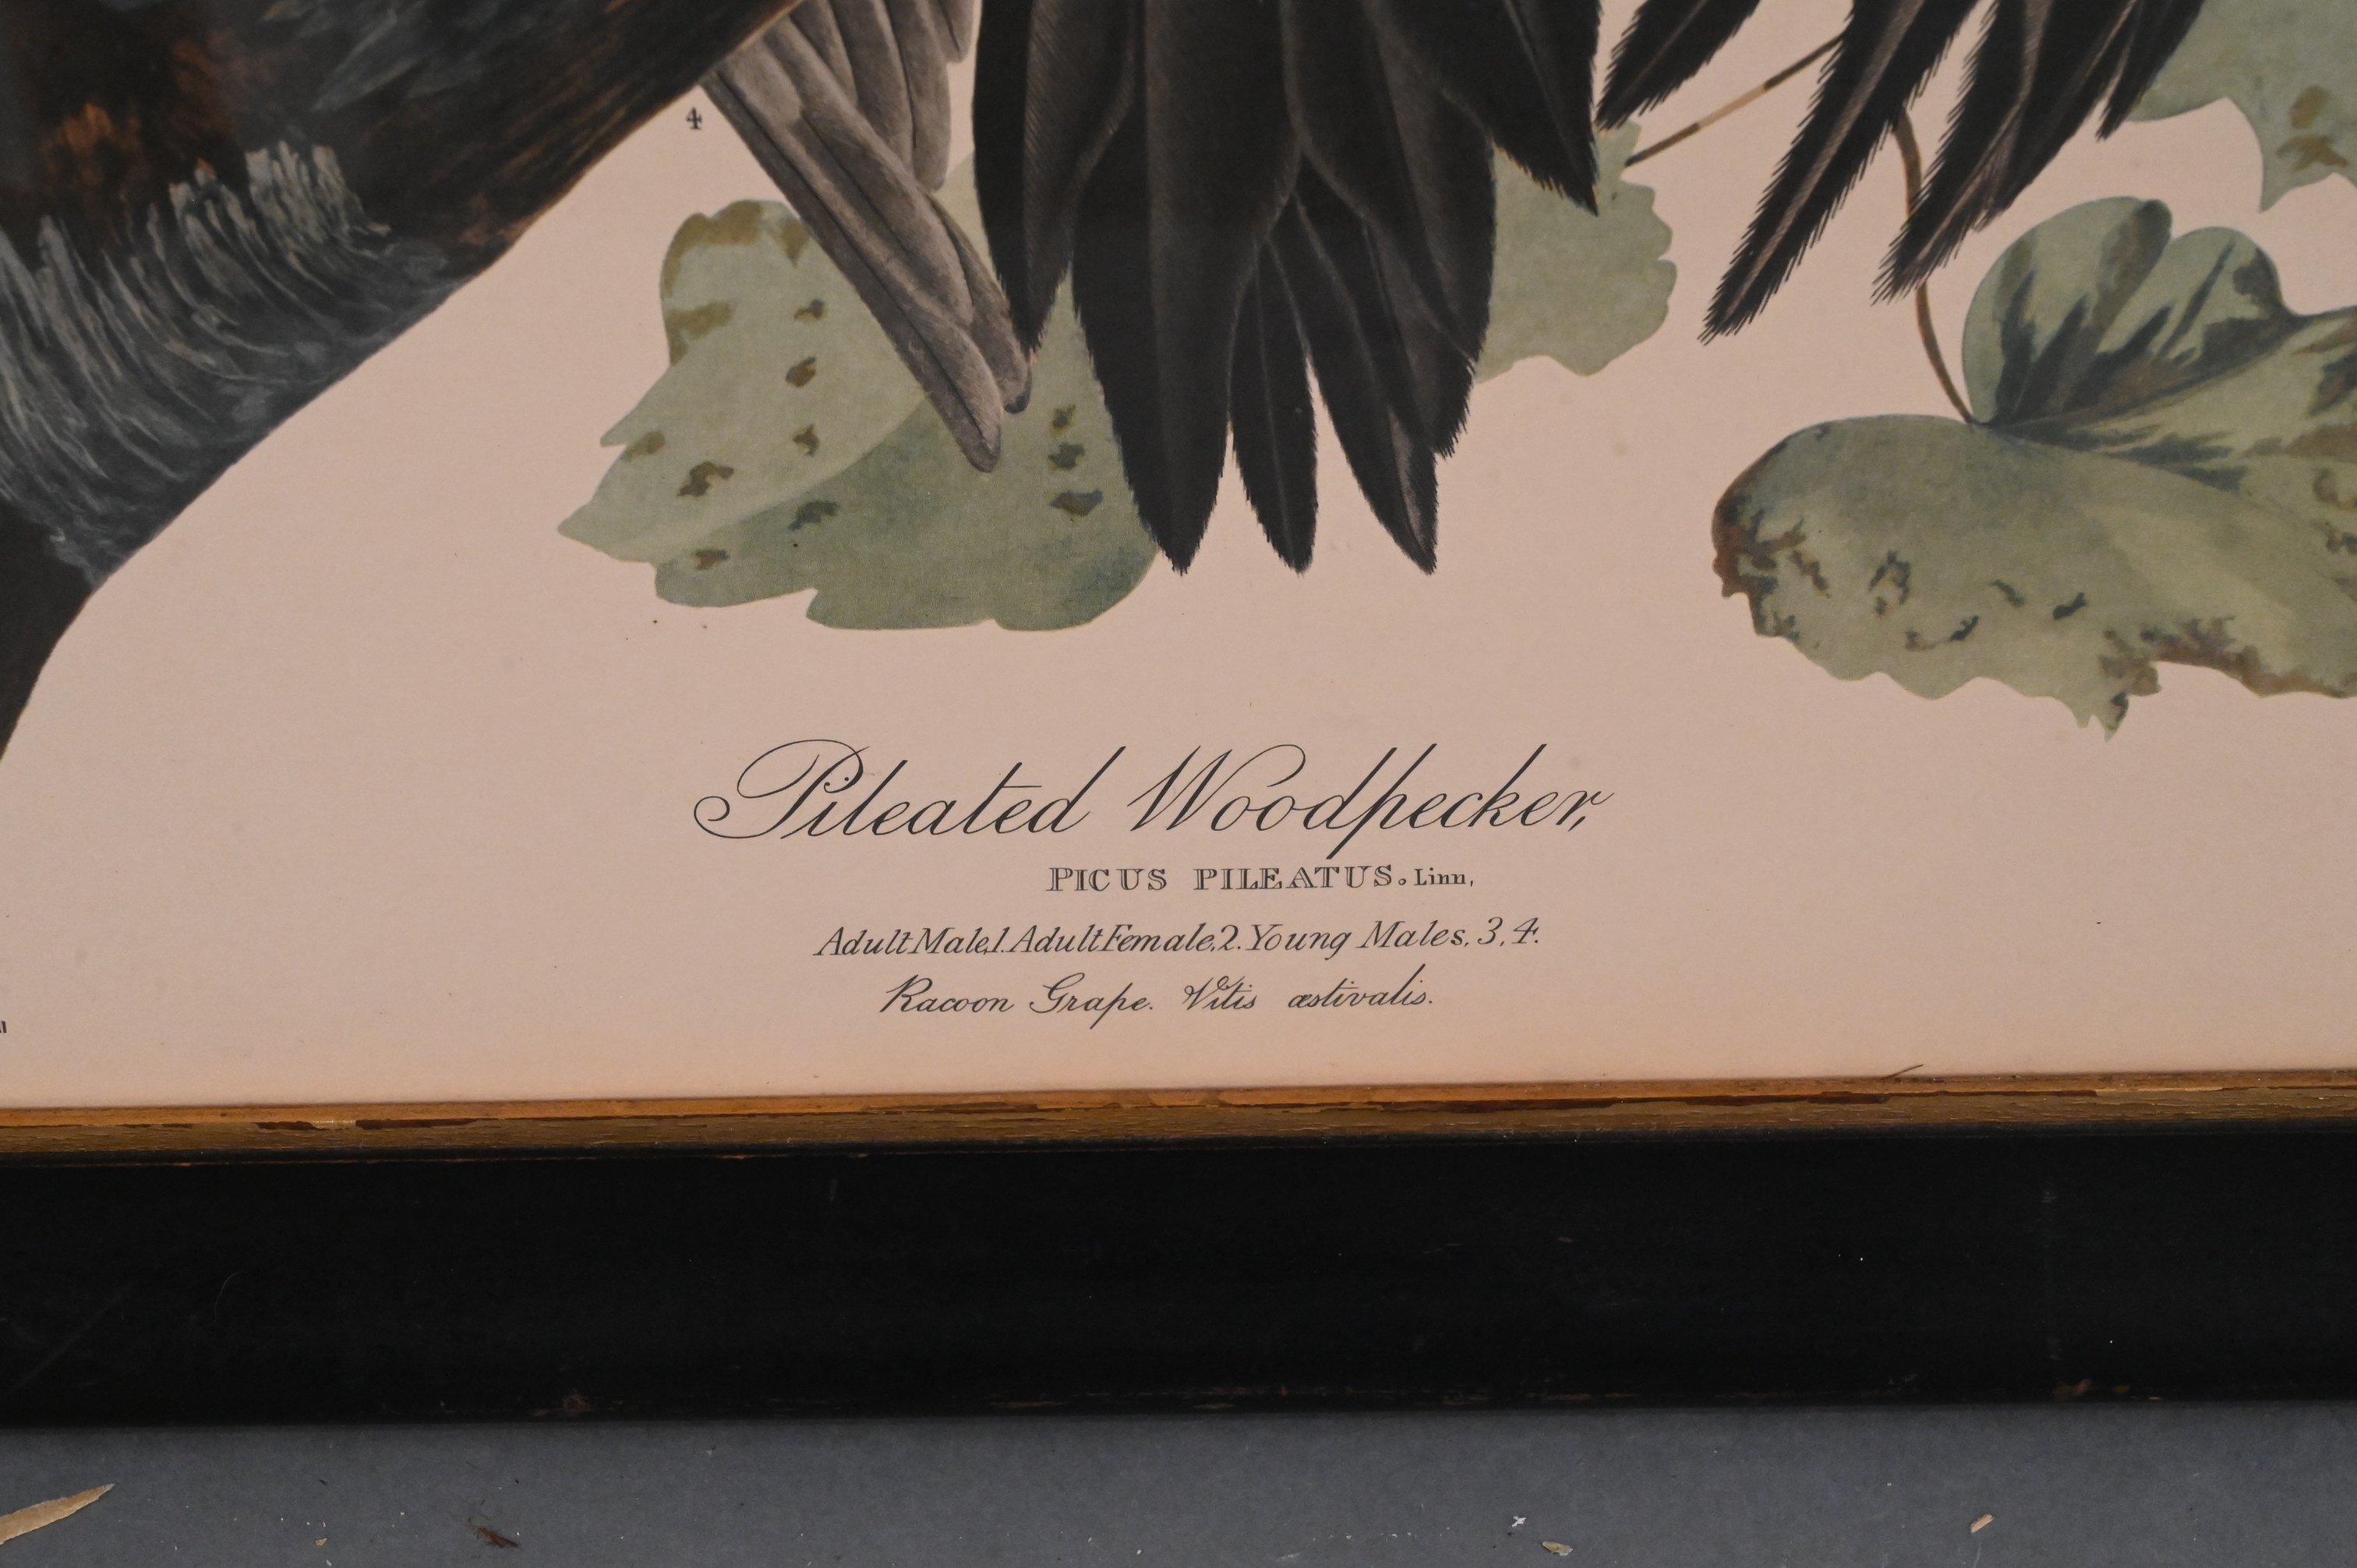 4
Pileated Woodpecker,
PICUS PILEATUS. Linn,
Adult Male,1. Adult Female,2. Young Males, 3, 4.
Racoon Grape. Vitis æstivalis.